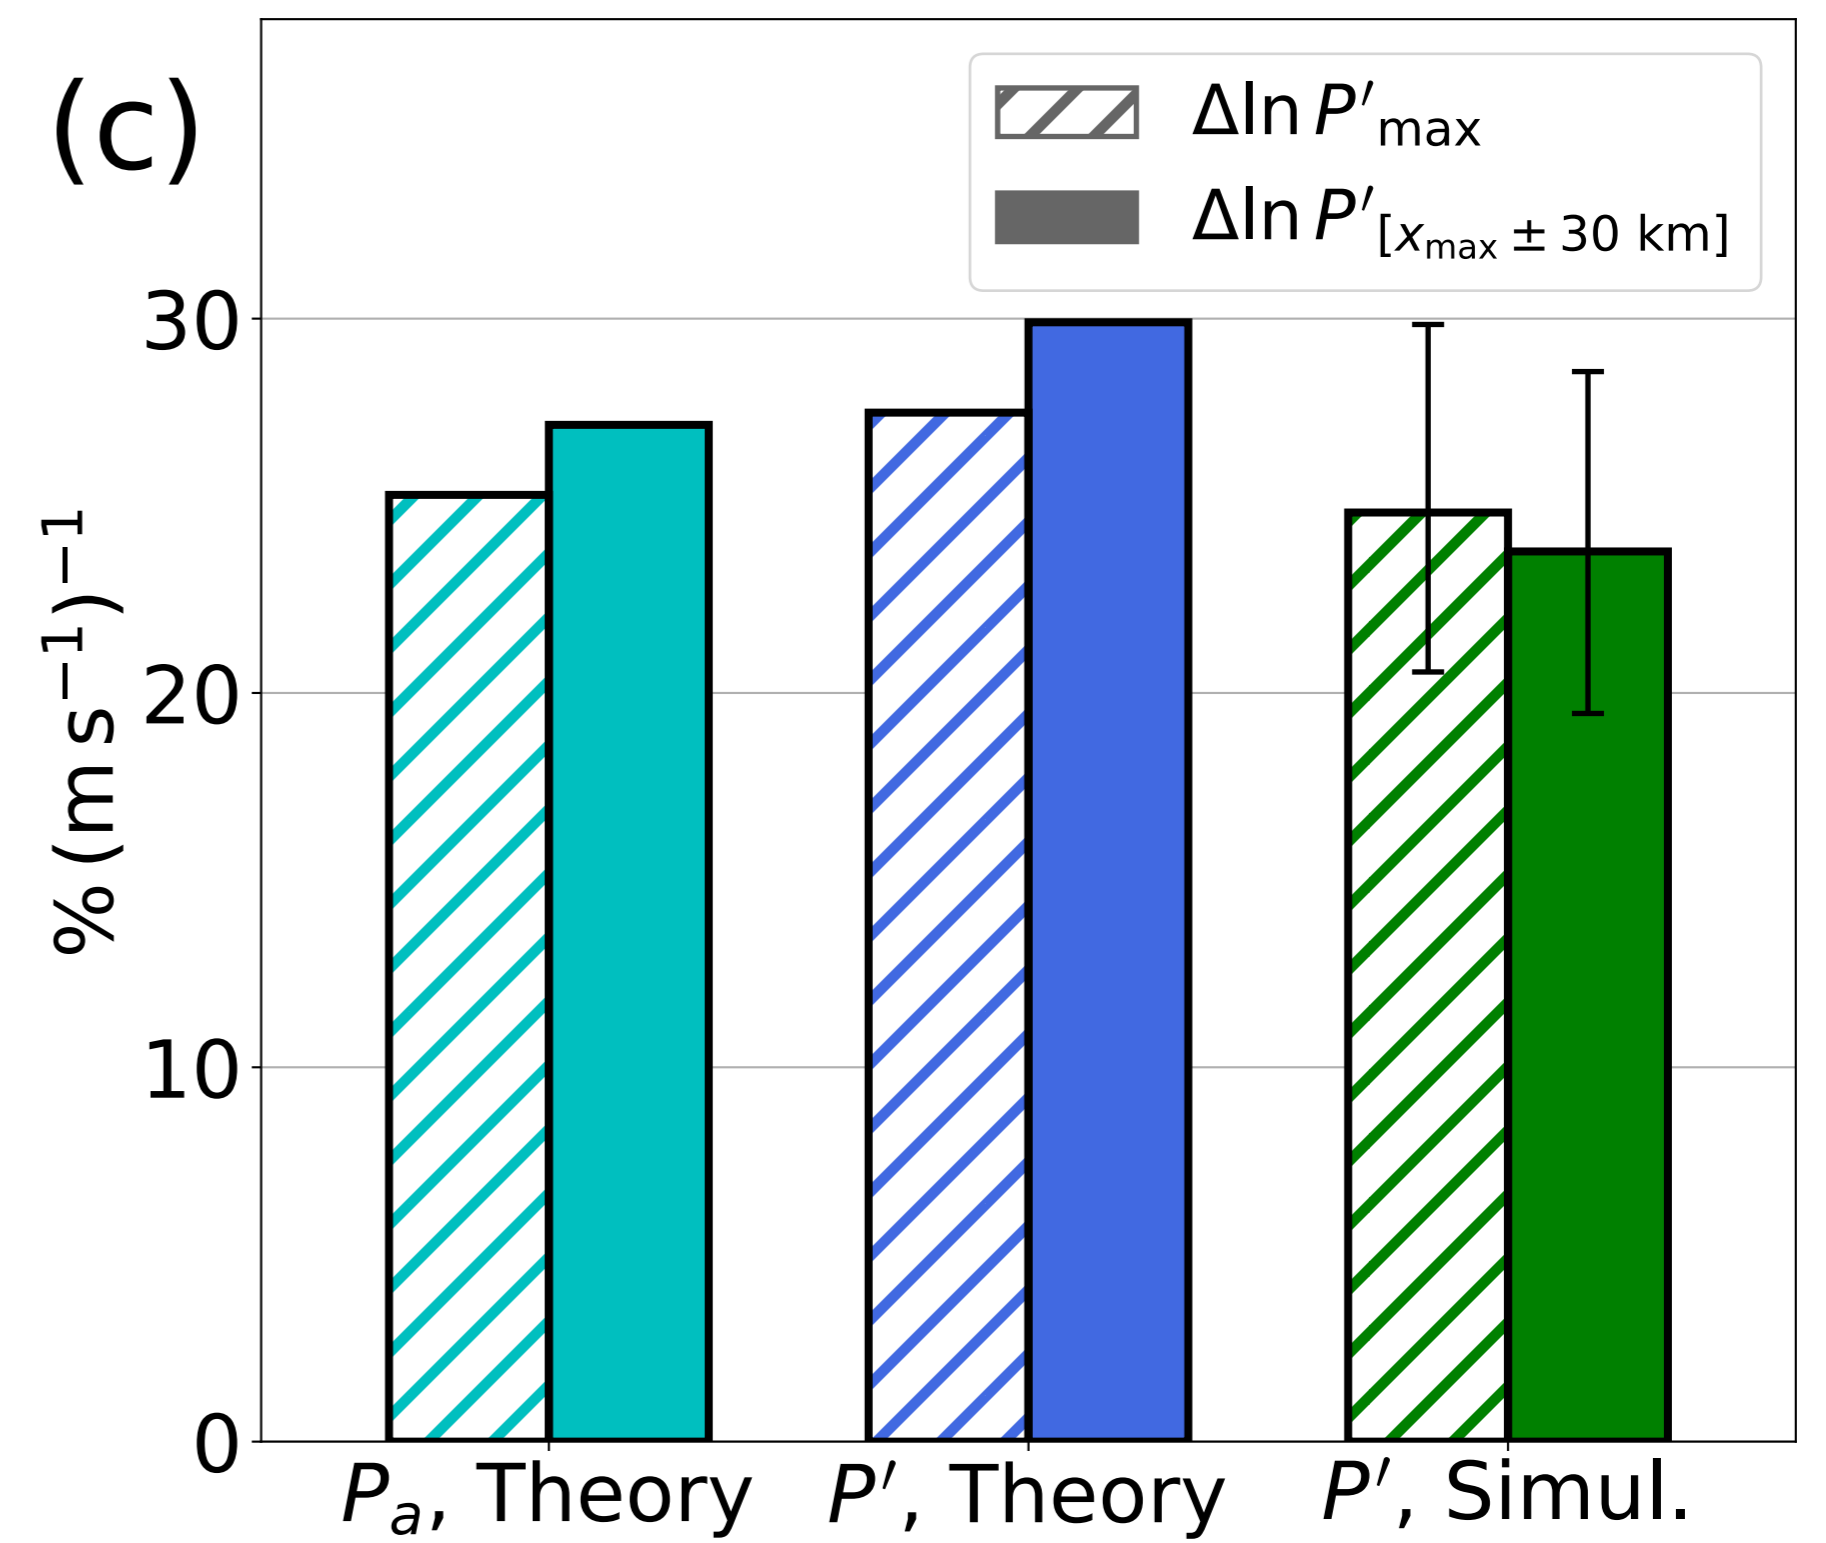 (c)
Δln P′max
Δln P′[xmax ± 30 km]
30
20
10
0
% (m s⁻¹)⁻¹
Pa, Theory
P′, Theory
P′, Simul.